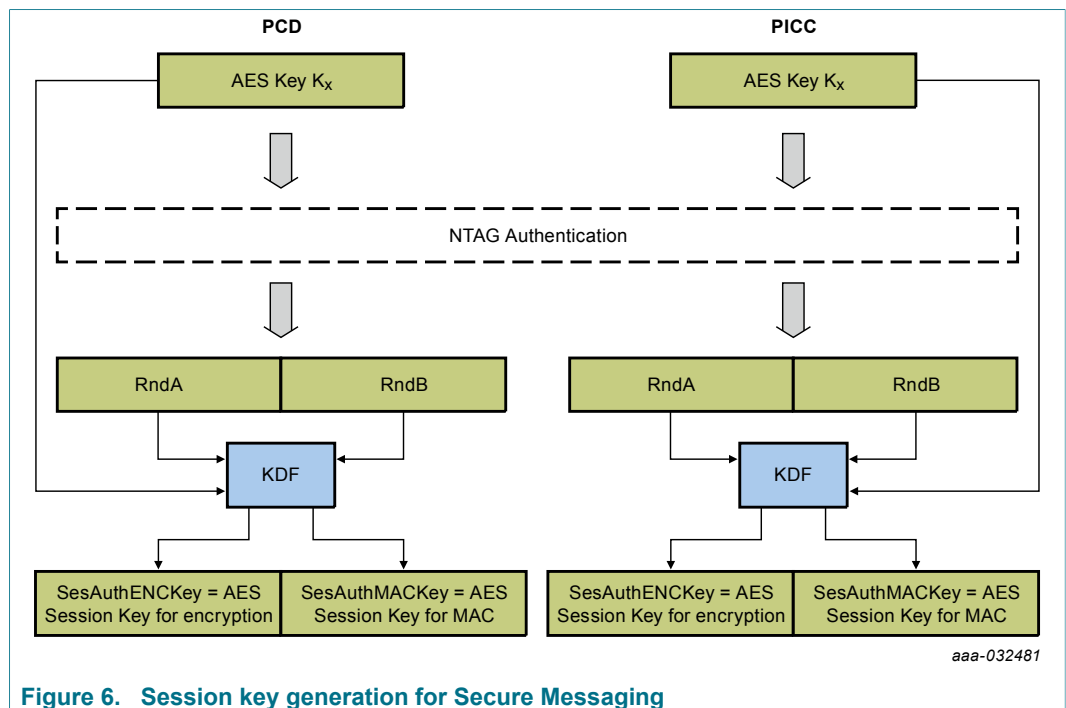 PCD
PICC
AES Key Kx
AES Key Kx
NTAG Authentication
RndA
RndB
RndA
RndB
KDF
KDF
SesAuthENCKey = AES
Session Key for encryption
SesAuthMACKey = AES
Session Key for MAC
SesAuthENCKey = AES
Session Key for encryption
SesAuthMACKey = AES
Session Key for MAC
aaa-032481
Figure 6. Session key generation for Secure Messaging